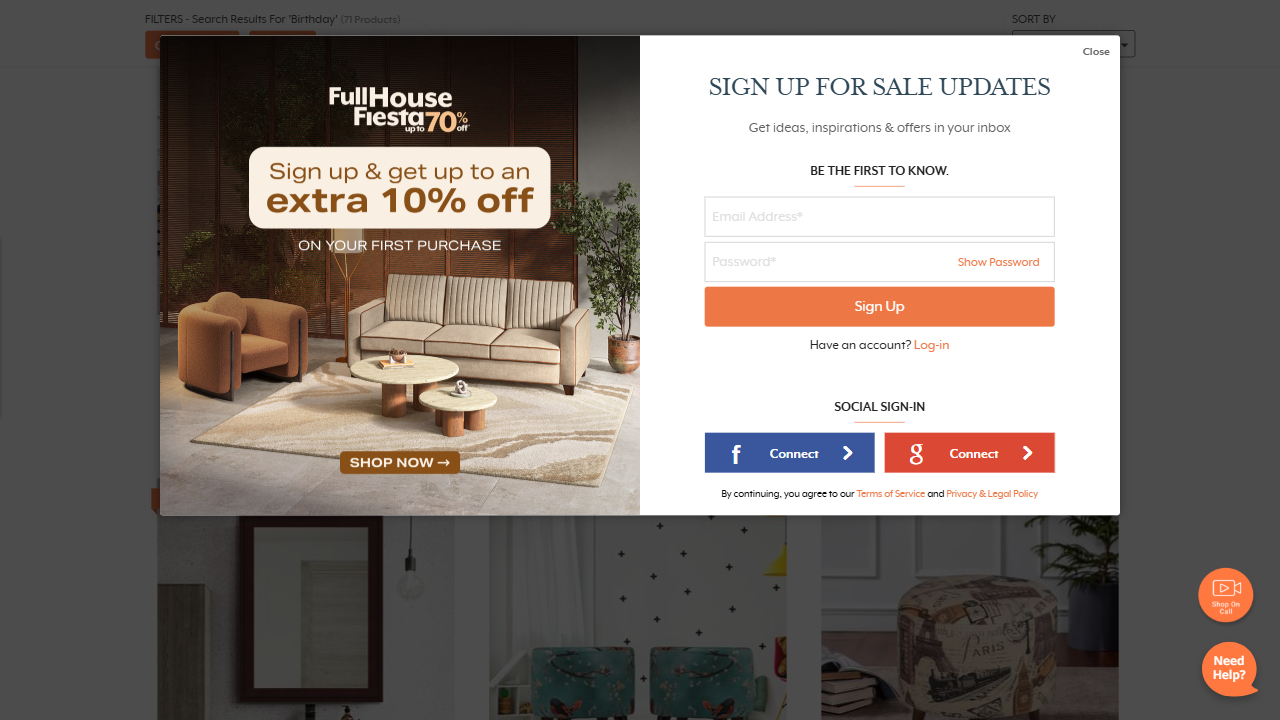 FILTERS - Search Results For 'Birthday' (71 Products)
SORT BY
Close
FullHouse
Fiesta up to 70% off
Sign up & get up to an
extra 10% off
ON YOUR FIRST PURCHASE
SHOP NOW →
SIGN UP FOR SALE UPDATES
Get ideas, inspirations & offers in your inbox
BE THE FIRST TO KNOW.
Email Address*
Password*
Show Password
Sign Up
Have an account? Log-in
SOCIAL SIGN-IN
f Connect
g Connect
By continuing, you agree to our Terms of Service and Privacy & Legal Policy
PARIS
Shop On
Call
Need
Help?